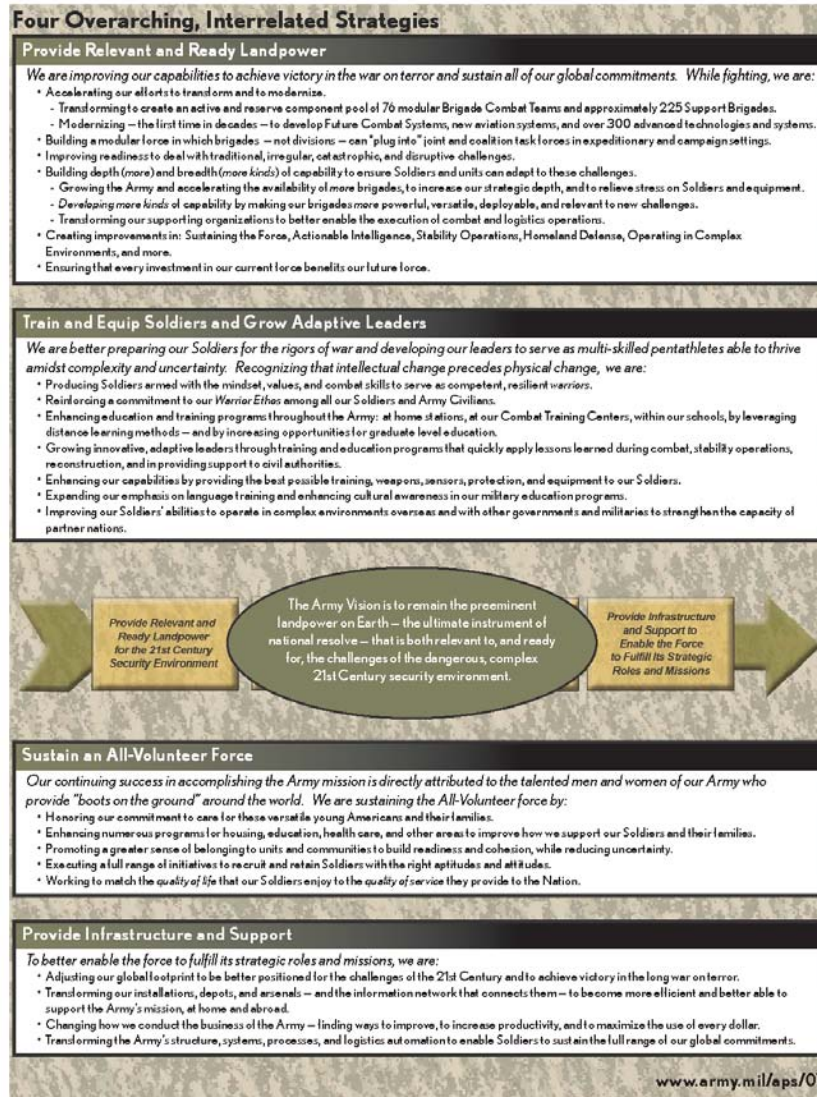 Four Overarching, Interrelated Strategies
Provide Relevant and Ready Landpower
We are improving our capabilities to achieve victory in the war on terror and sustain all of our global commitments. While fighting, we are:
• Accelerating our efforts to transform and to modernize.
- Transforming to create an active and reserve component pool of 76 modular Brigade Combat Teams and approximately 225 Support Brigades.
- Modernizing – the first time in decades – to develop Future Combat Systems, new aviation systems, and over 300 advanced technologies and systems.
• Building a modular force in which brigades – not divisions – can "plug into" joint and coalition task forces in expeditionary and campaign settings.
• Improving readiness to deal with traditional, irregular, catastrophic, and disruptive challenges.
• Building depth (more) and breadth (more kinds) of capability to ensure Soldiers and units can adapt to these challenges.
- Growing the Army and accelerating the availability of more brigades, to increase our strategic depth, and to relieve stress on Soldiers and equipment.
- Developing more kinds of capability by making our brigades more powerful, versatile, deployable, and relevant to new challenges.
- Transforming our supporting organizations to better enable the execution of combat and logistics operations.
• Creating improvements in: Sustaining the Force, Actionable Intelligence, Stability Operations, Homeland Defense, Operating in Complex
Environments, and more.
• Ensuring that every investment in our current force benefits our future force.
Train and Equip Soldiers and Grow Adaptive Leaders
We are better preparing our Soldiers for the rigors of war and developing our leaders to serve as multi-skilled pentathletes able to thrive
amidst complexity and uncertainty. Recognizing that intellectual change precedes physical change, we are:
• Producing Soldiers armed with the mindset, values, and combat skills to serve as competent, resilient warriors.
• Reinforcing a commitment to our Warrior Ethos among all our Soldiers and Army Civilians.
• Enhancing education and training programs throughout the Army: at home stations, at our Combat Training Centers, within our schools, by leveraging
distance learning methods – and by increasing opportunities for graduate level education.
• Growing innovative, adaptive leaders through training and education programs that quickly apply lessons learned during combat, stability operations,
reconstruction, and in providing support to civil authorities.
• Enhancing our capabilities by providing the best possible training, weapons, sensors, protection, and equipment to our Soldiers.
• Expanding our emphasis on language training and enhancing cultural awareness in our military education programs.
• Improving our Soldiers' abilities to operate in complex environments overseas and with other governments and militaries to strengthen the capacity of
partner nations.
Provide Relevant and
Ready Landpower
for the 21st Century
Security Environment
The Army Vision is to remain the preeminent
landpower on Earth – the ultimate instrument of
national resolve – that is both relevant to, and ready
for, the challenges of the dangerous, complex
21st Century security environment.
Provide Infrastructure
and Support to
Enable the Force
to Fulfill Its Strategic
Roles and Missions
Sustain an All-Volunteer Force
Our continuing success in accomplishing the Army mission is directly attributed to the talented men and women of our Army who
provide "boots on the ground" around the world. We are sustaining the All-Volunteer force by:
• Honoring our commitment to care for these versatile young Americans and their families.
• Enhancing numerous programs for housing, education, health care, and other areas to improve how we support our Soldiers and their families.
• Promoting a greater sense of belonging to units and communities to build readiness and cohesion, while reducing uncertainty.
• Executing a full range of initiatives to recruit and retain Soldiers with the right aptitudes and attitudes.
• Working to match the quality of life that our Soldiers enjoy to the quality of service they provide to the Nation.
Provide Infrastructure and Support
To better enable the force to fulfill its strategic roles and missions, we are:
• Adjusting our global footprint to be better positioned for the challenges of the 21st Century and to achieve victory in the long war on terror.
• Transforming our installations, depots, and arsenals – and the information network that connects them – to become more efficient and better able to
support the Army's mission, at home and abroad.
• Changing how we conduct the business of the Army – finding ways to improve, to increase productivity, and to maximize the use of every dollar.
• Transforming the Army's structure, systems, processes, and logistics automation to enable Soldiers to sustain the full range of our global commitments.
www.army.mil/aps/0